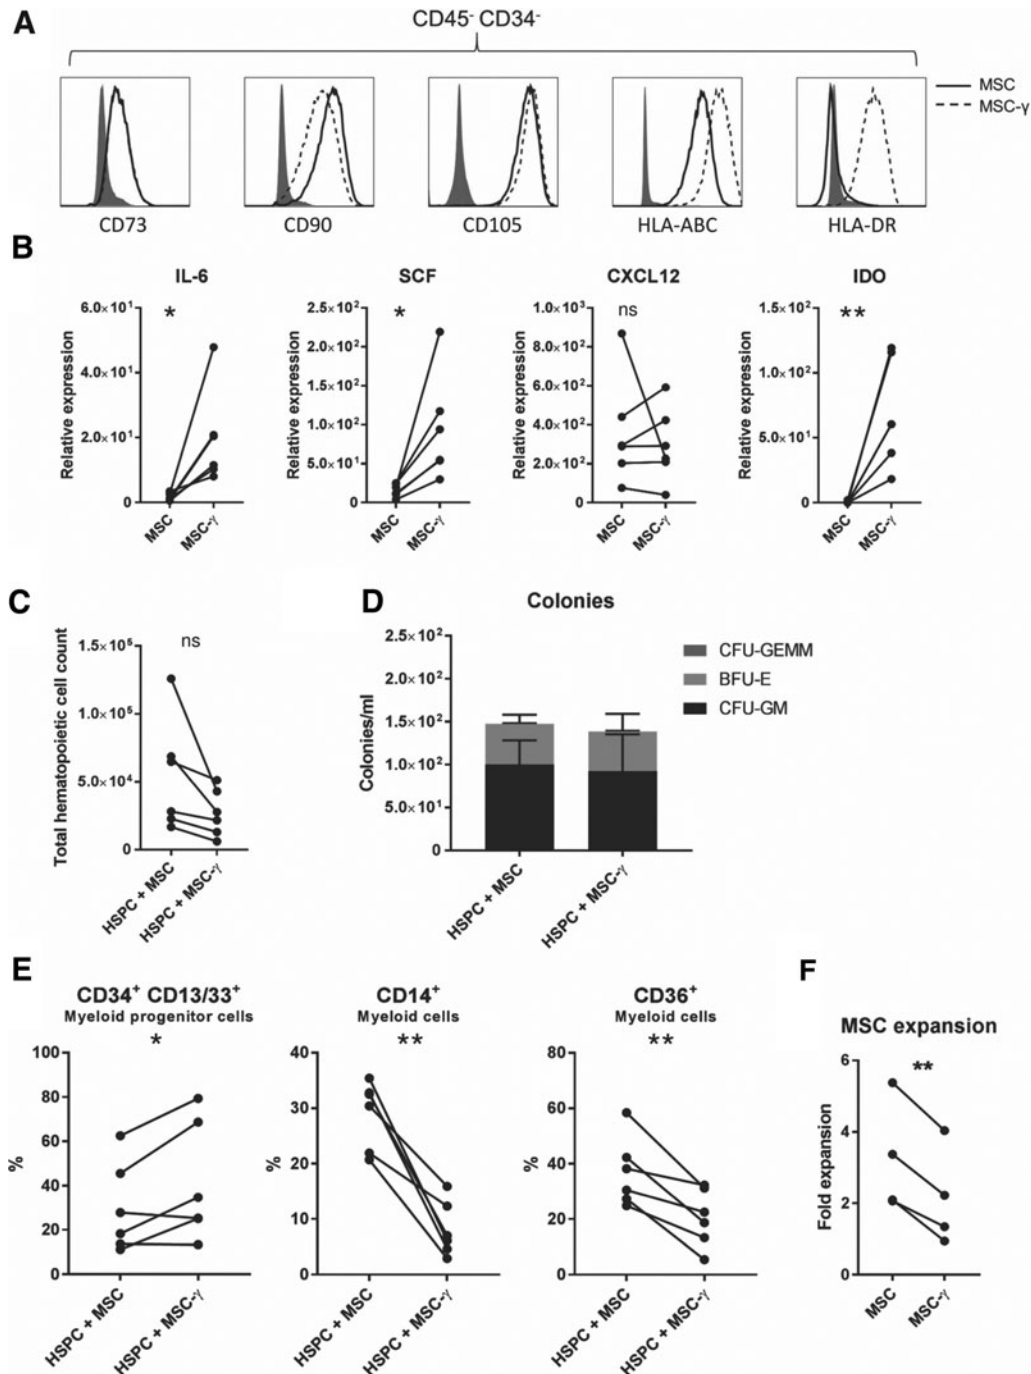 A
CD45⁻ CD34⁻
MSC
MSC-γ
CD73
CD90
CD105
HLA-ABC
HLA-DR
B
IL-6
Relative expression
6.0×10¹
4.0×10¹
2.0×10¹
0
*
MSC
MSC-γ
SCF
Relative expression
2.5×10²
2.0×10²
1.5×10²
1.0×10²
5.0×10¹
0
*
MSC
MSC-γ
CXCL12
Relative expression
1.0×10³
8.0×10²
6.0×10²
4.0×10²
2.0×10²
0
ns
MSC
MSC-γ
IDO
Relative expression
1.5×10²
1.0×10²
5.0×10¹
0
**
MSC
MSC-γ
C
Total hematopoietic cell count
1.5×10⁵
1.0×10⁵
5.0×10⁴
0
ns
HSPC + MSC
HSPC + MSC-γ
D
Colonies
Colonies/ml
2.5×10²
2.0×10²
1.5×10²
1.0×10²
5.0×10¹
0
HSPC + MSC
HSPC + MSC-γ
CFU-GEMM
BFU-E
CFU-GM
E
CD34⁺ CD13/33⁺
Myeloid progenitor cells
*
%
100
80
60
40
20
0
HSPC + MSC
HSPC + MSC-γ
CD14⁺
Myeloid cells
**
%
40
30
20
10
0
HSPC + MSC
HSPC + MSC-γ
CD36⁺
Myeloid cells
**
%
80
60
40
20
0
HSPC + MSC
HSPC + MSC-γ
F
MSC expansion
**
Fold expansion
6
4
2
0
MSC
MSC-γ